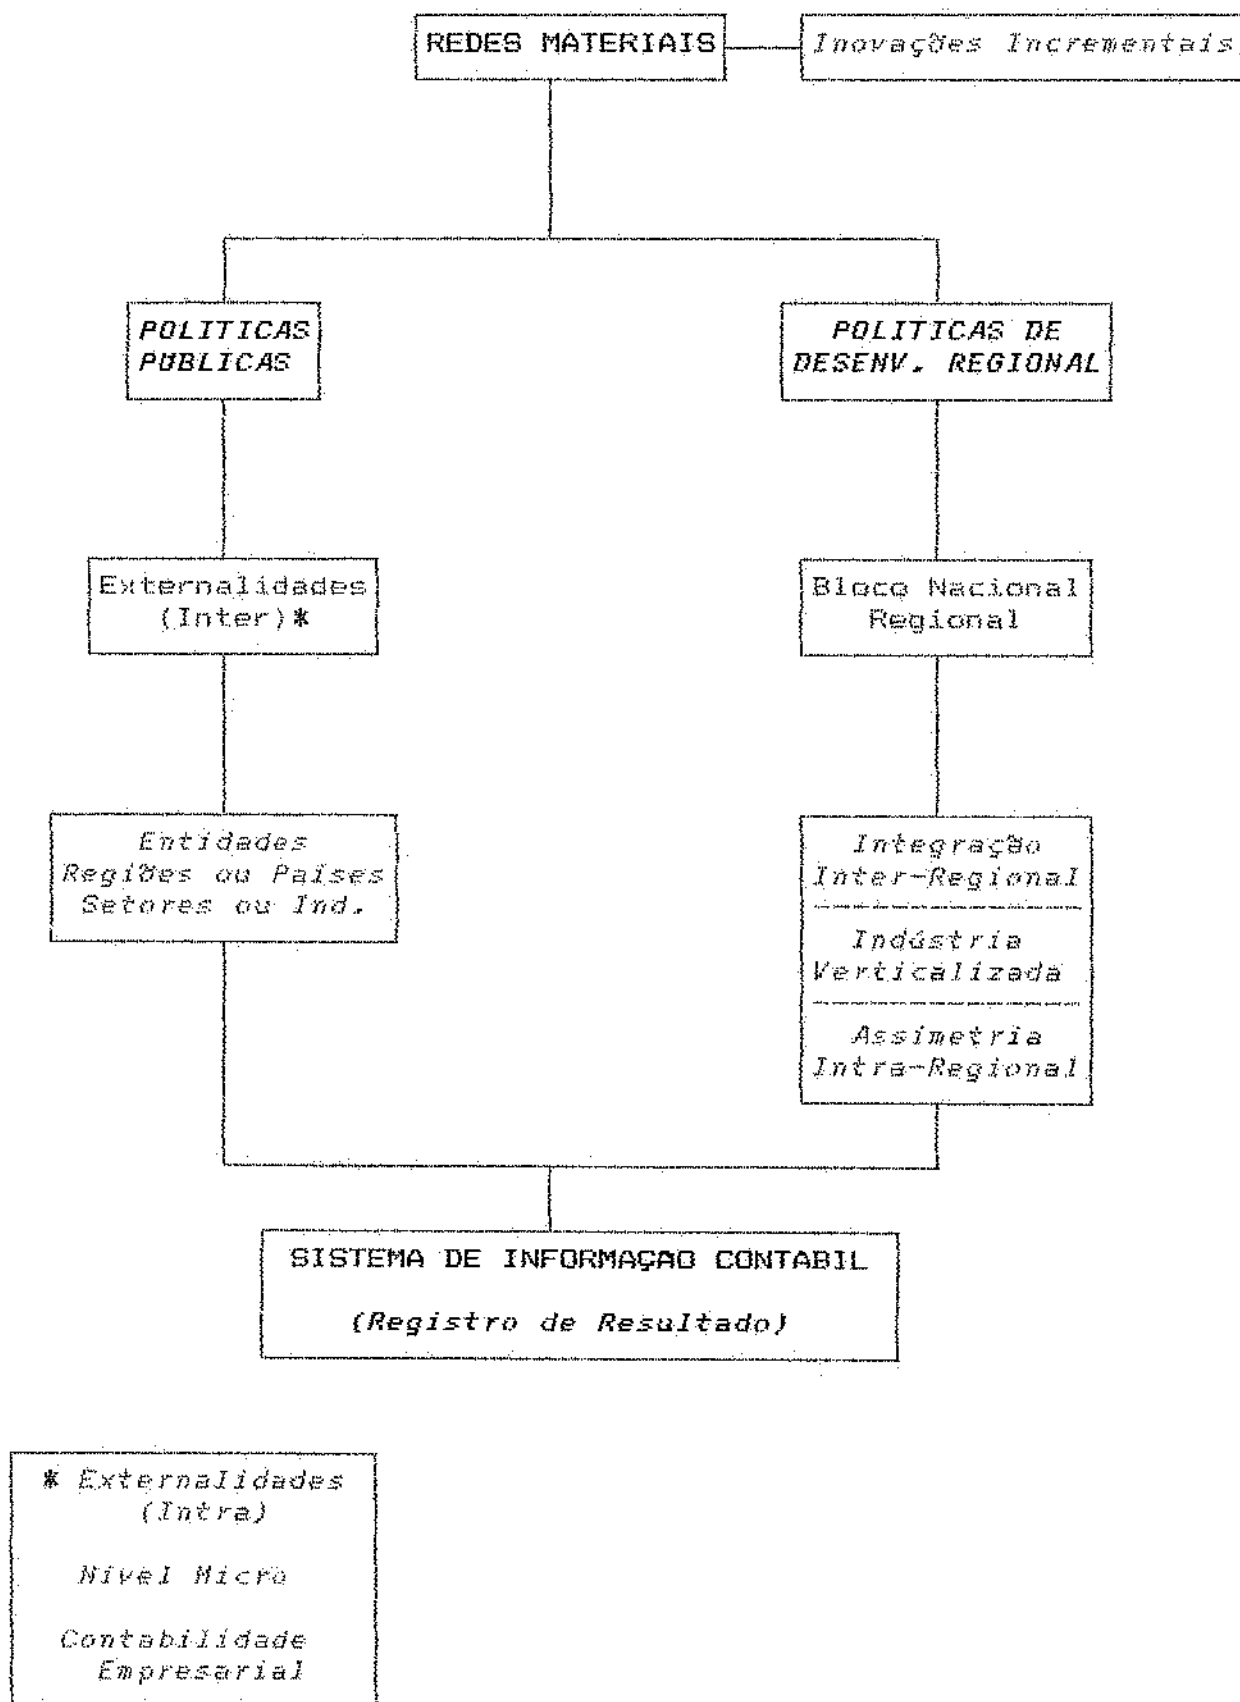 REDES MATERIAIS
Inovações Incrementais
POLITICAS
PUBLICAS
POLITICAS DE
DESENV. REGIONAL
Externalidades
(Inter)*
Bloco Nacional
Regional
Entidades
Regiões ou Países
Setores ou Ind.
Integração
Inter-Regional
Indústria
Verticalizada
Assimetria
Intra-Regional
SISTEMA DE INFORMAÇAO CONTABIL
(Registro de Resultado)
* Externalidades
(Intra)
Nível Micro
Contabilidade
Empresarial